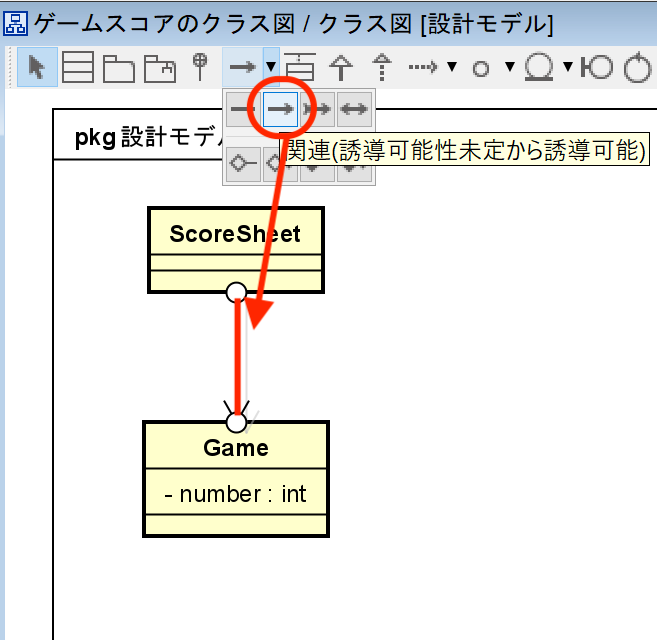 ゲームスコアのクラス図 / クラス図 [設計モデル]
pkg 設計モデル
関連(誘導可能性未定から誘導可能)
ScoreSheet
Game
- number : int